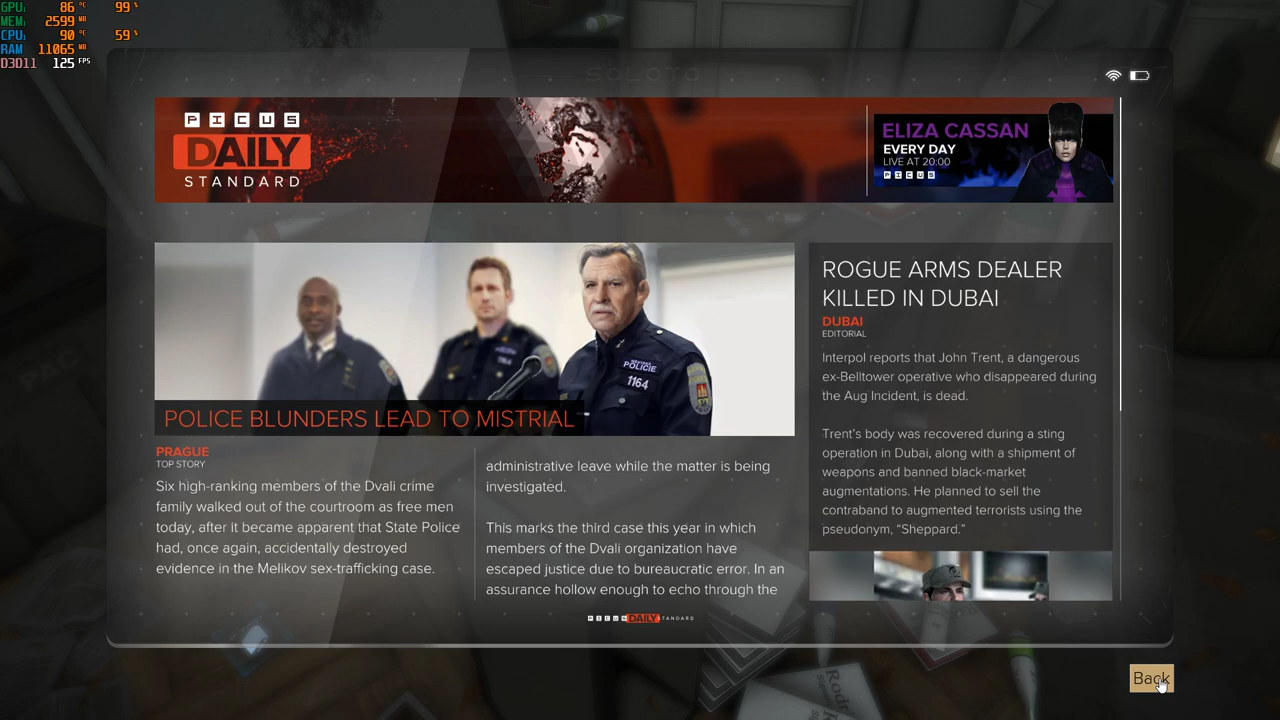 GPU: 86 °C 99 %
MEM: 2599 MB
CPU: 90 °C 59 %
RAM 11065 MB
D3D11 125 FPS
SOLOTO
PICUS
DAILY
STANDARD
ELIZA CASSAN
EVERY DAY
LIVE AT 20:00
PICUS
POLICIE
1164
1164
POLICE BLUNDERS LEAD TO MISTRIAL
PRAGUE
TOP STORY
Six high-ranking members of the Dvali crime
family walked out of the courtroom as free men
today, after it became apparent that State Police
had, once again, accidentally destroyed
evidence in the Melikov sex-trafficking case.
administrative leave while the matter is being
investigated.
This marks the third case this year in which
members of the Dvali organization have
escaped justice due to bureaucratic error. In an
assurance hollow enough to echo through the
ROGUE ARMS DEALER
KILLED IN DUBAI
DUBAI
EDITORIAL
Interpol reports that John Trent, a dangerous
ex-Belltower operative who disappeared during
the Aug Incident, is dead.
Trent's body was recovered during a sting
operation in Dubai, along with a shipment of
weapons and banned black-market
augmentations. He planned to sell the
contraband to augmented terrorists using the
pseudonym, “Sheppard.”
PICUS DAILY STANDARD
Back